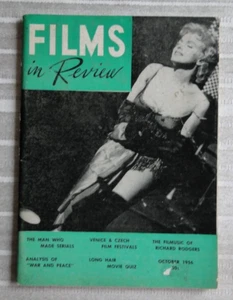 FILMS
in Review
THE MAN WHO
MADE SERIALS
VENICE & CZECH
FILM FESTIVALS
THE FILMUSIC OF
RICHARD RODGERS
ANALYSIS OF
"WAR AND PEACE"
LONG HAIR
MOVIE QUIZ
OCTOBER 1956